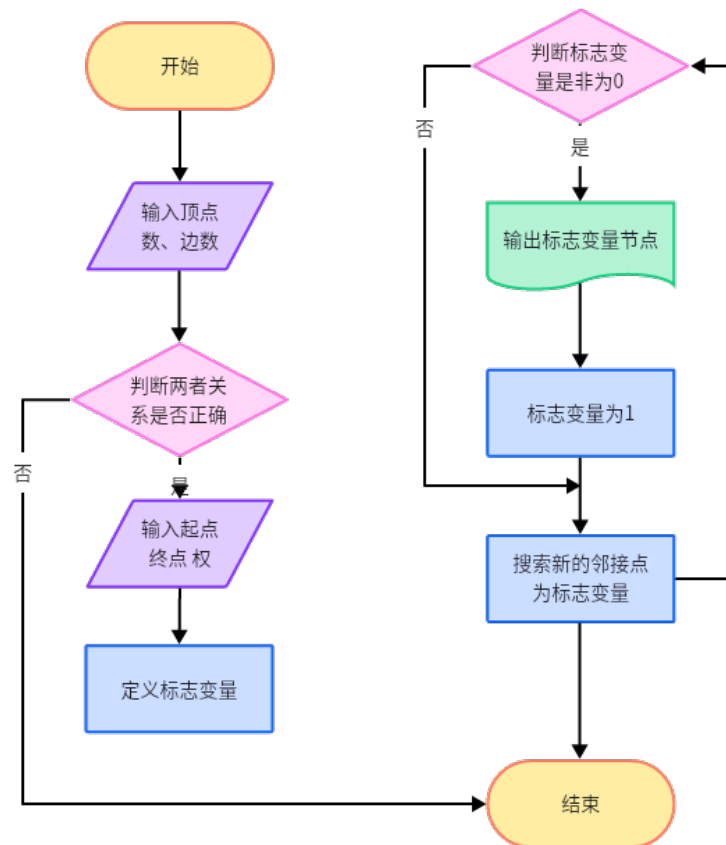 开始
输入顶点
数、边数
判断两者关
系是否正确
否
是
输入起点
终点 权
定义标志变量
判断标志变
量是非为0
否
是
输出标志变量节点
标志变量为1
搜索新的邻接点
为标志变量
结束